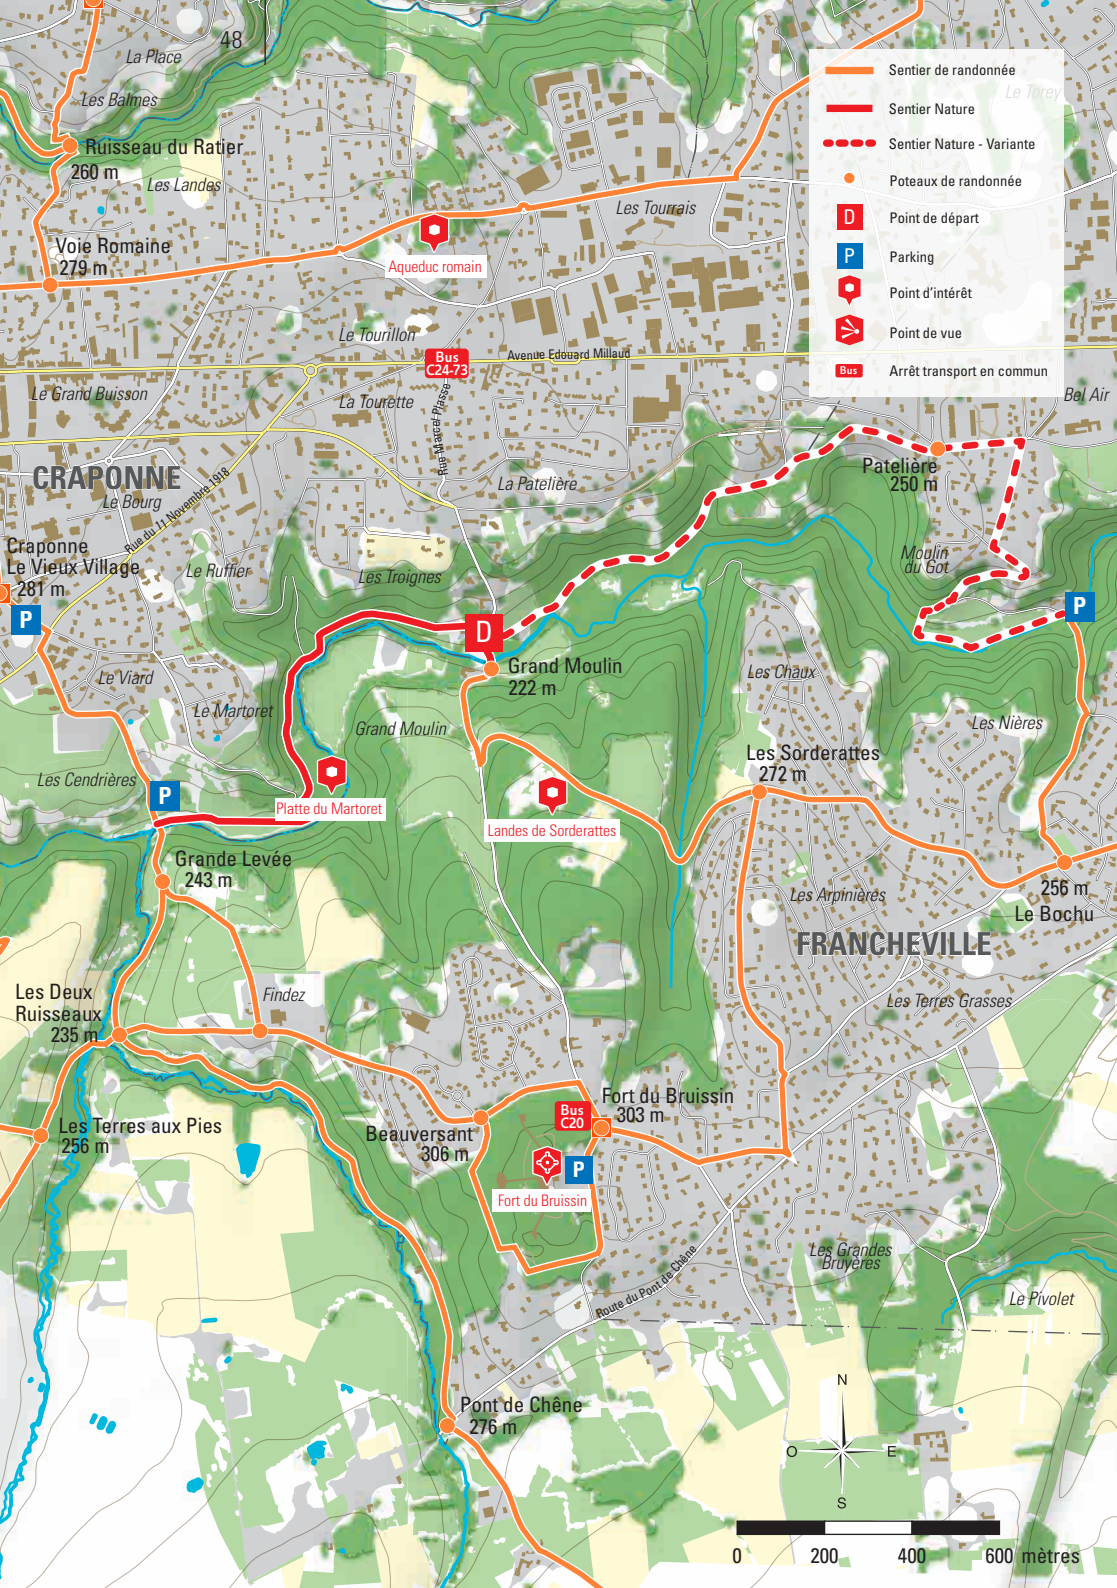 48
La Place
Les Balmes
Ruisseau du Ratier
260 m
Les Landes
Voie Romaine
279 m
Les Tourrais
Aqueduc romain
Le Torey
Sentier de randonnée
Sentier Nature
Sentier Nature - Variante
Poteaux de randonnée
D
Point de départ
P
Parking
Point d'intérêt
Point de vue
Bus
Arrêt transport en commun
Le Tourillon
Bus
C24-73
Avenue Edouard Millaud
Le Grand Buisson
La Tourette
Rue Marcel Plasse
Bel Air
CRAPONNE
Le Bourg
Rue du 11 Novembre 1918
La Patelière
Patelière
250 m
Craponne
Le Vieux Village
281 m
P
Le Ruffier
Les Troignes
Moulin
du Got
P
D
Grand Moulin
222 m
Le Viard
Le Martoret
Grand Moulin
Les Chaux
Les Nières
Les Cendrières
P
Platte du Martoret
Landes de Sorderattes
Les Sorderattes
272 m
Grande Levée
243 m
Les Arpinières
256 m
Le Bochu
FRANCHEVILLE
Les Deux
Ruisseaux
235 m
Findez
Les Terres Grasses
Les Terres aux Pies
256 m
Beauversant
306 m
Bus
C20
Fort du Bruissin
303 m
P
Fort du Bruissin
Route du Pont de Chêne
Les Grandes
Bruyères
Le Pivolet
Pont de Chêne
276 m
N
O
E
S
0
200
400
600 mètres